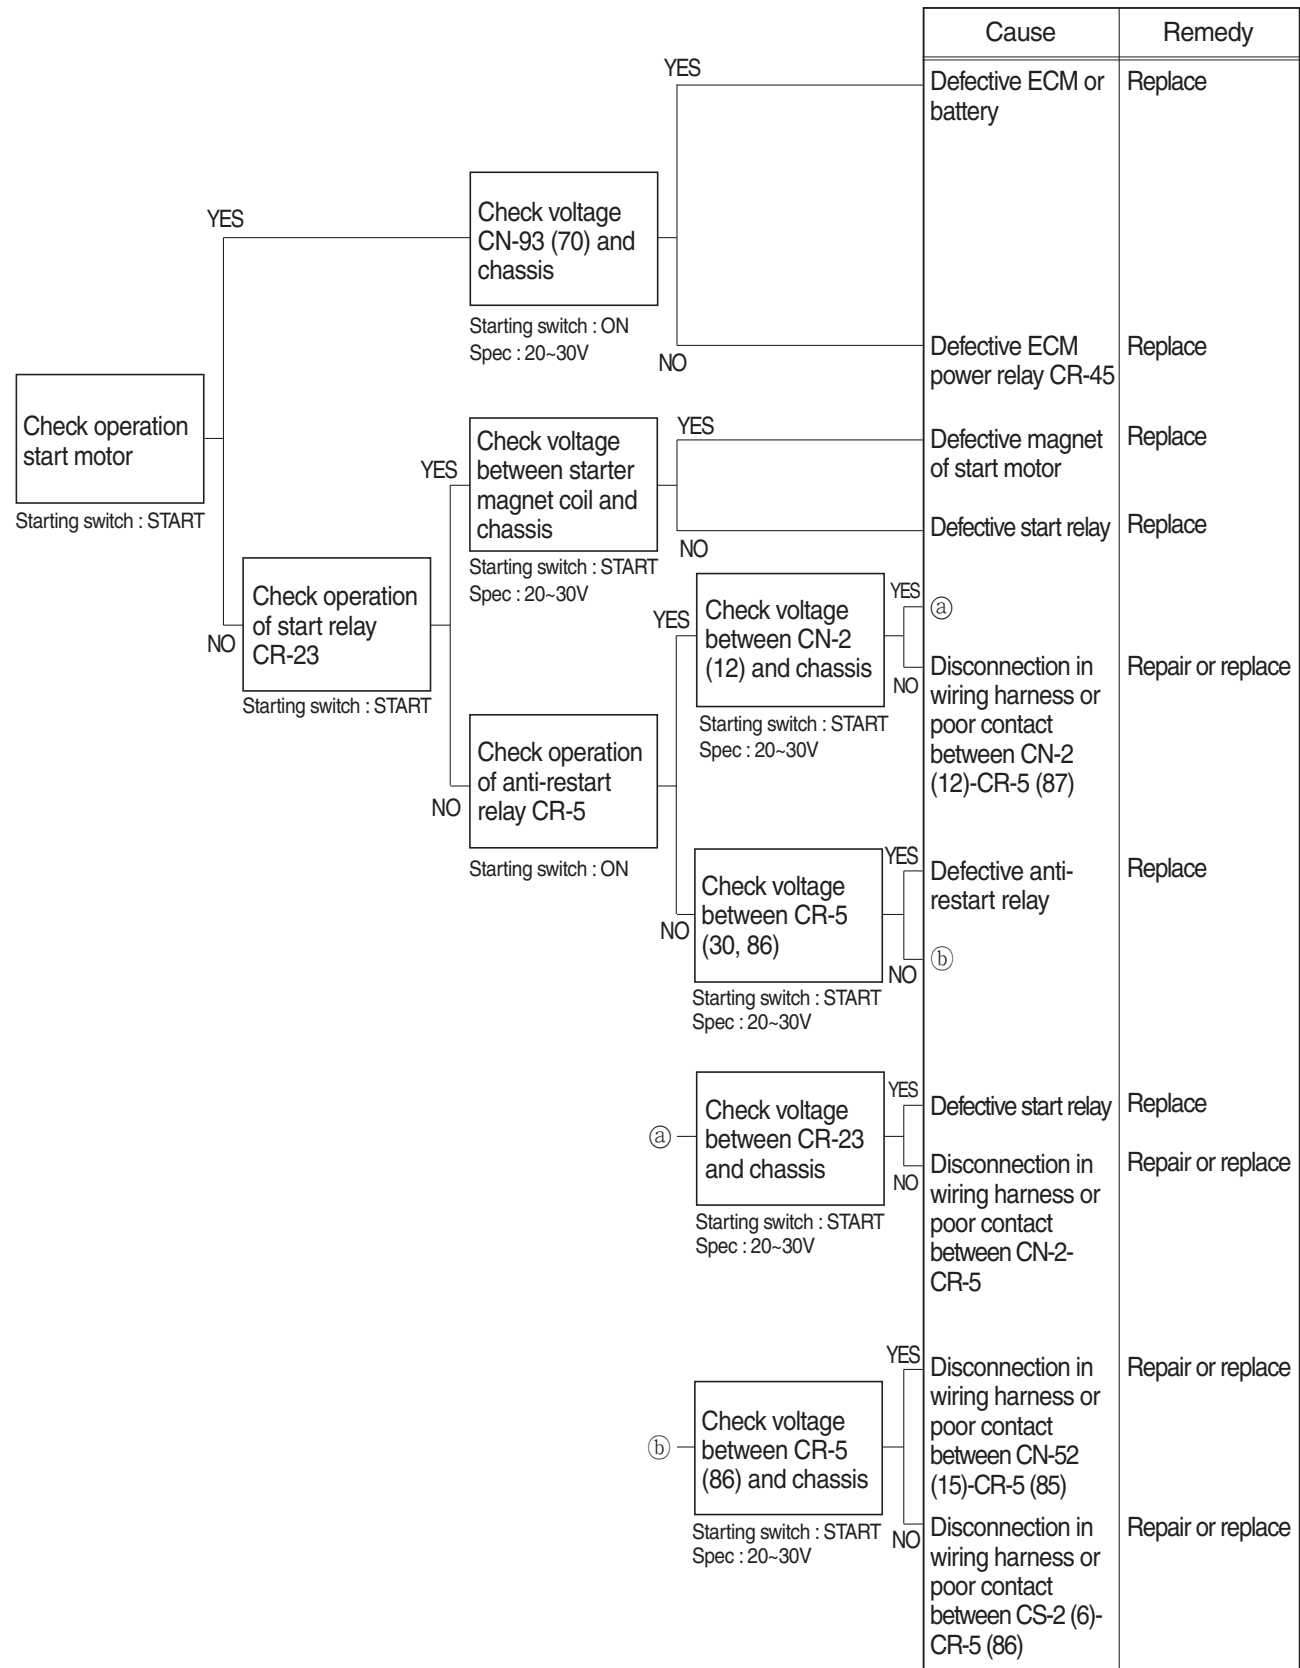 Cause Remedy
YES
Defective ECM or Replace
battery
YES
Check voltage
CN-93 (70) and
chassis
Starting switch : ON
Spec : 20~30V
NO
Defective ECM Replace
power relay CR-45
Check operation
start motor
Starting switch : START
YES
Check voltage
between starter
magnet coil and
chassis
Starting switch : START
Spec : 20~30V
YES
Defective magnet Replace
of start motor
NO
Defective start relay Replace
NO
Check operation
of start relay
CR-23
Starting switch : START
YES
Check voltage
between CN-2
(12) and chassis
Starting switch : START
Spec : 20~30V
YES
ⓐ
NO
Disconnection in Repair or replace
wiring harness or
poor contact
between CN-2
(12)-CR-5 (87)
NO
Check operation
of anti-restart
relay CR-5
Starting switch : ON
NO
Check voltage
between CR-5
(30, 86)
Starting switch : START
Spec : 20~30V
YES
Defective anti- Replace
restart relay
NO
ⓑ
ⓐ
Check voltage
between CR-23
and chassis
Starting switch : START
Spec : 20~30V
YES
Defective start relay Replace
NO
Disconnection in Repair or replace
wiring harness or
poor contact
between CN-2-
CR-5
ⓑ
Check voltage
between CR-5
(86) and chassis
Starting switch : START
Spec : 20~30V
YES
Disconnection in Repair or replace
wiring harness or
poor contact
between CN-52
(15)-CR-5 (85)
NO
Disconnection in Repair or replace
wiring harness or
poor contact
between CS-2 (6)-
CR-5 (86)